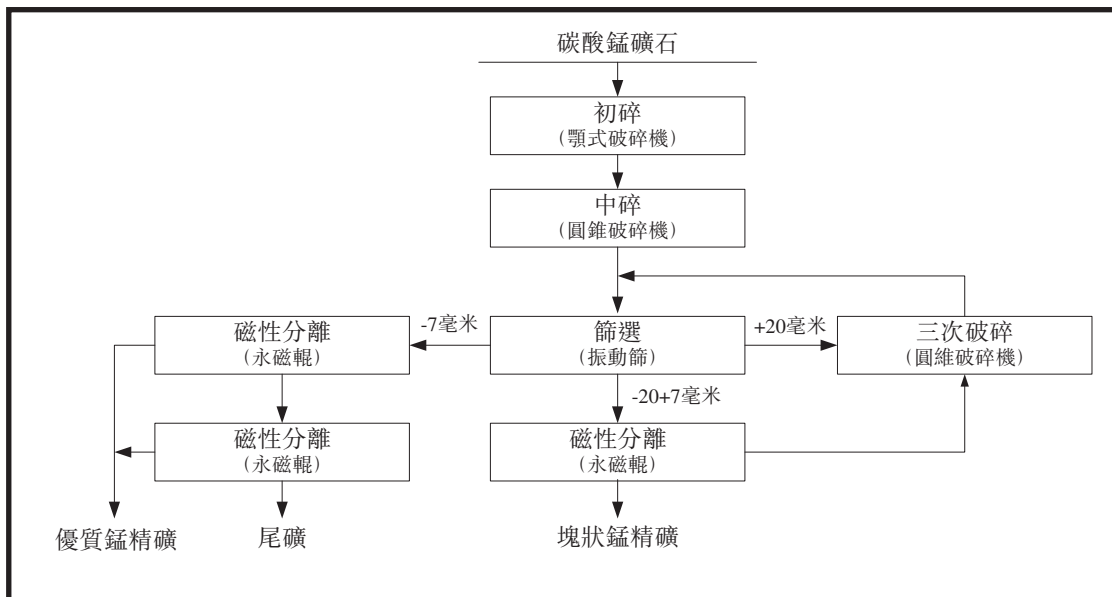 碳酸錳礦石
初碎
（顎式破碎機）
中碎
（圓錐破碎機）
磁性分離
（永磁輥）
-7毫米
篩選
（振動篩）
+20毫米
三次破碎
（圓維破碎機）
-20+7毫米
磁性分離
（永磁輥）
磁性分離
（永磁輥）
優質錳精礦
尾礦
塊狀錳精礦